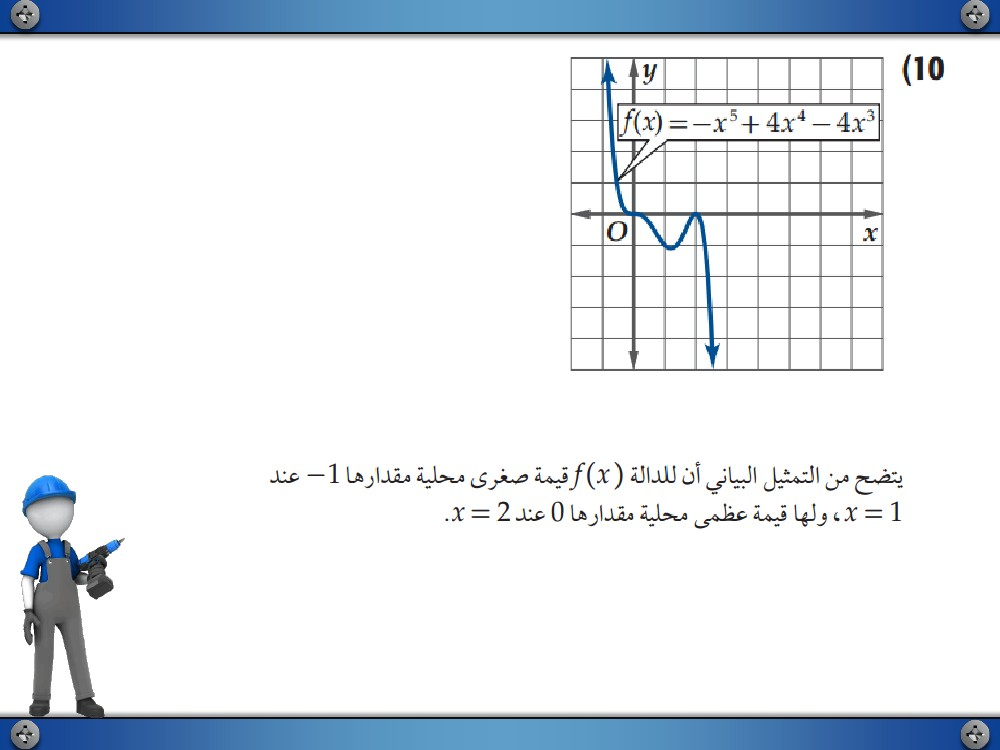 (10
y
f(x) = −x⁵ + 4x⁴ − 4x³
O
x
يتضح من التمثيل البياني أن للدالة f(x) قيمة صغرى محلية مقدارها 1− عند
x = 1، ولها قيمة عظمى محلية مقدارها 0 عند x = 2.